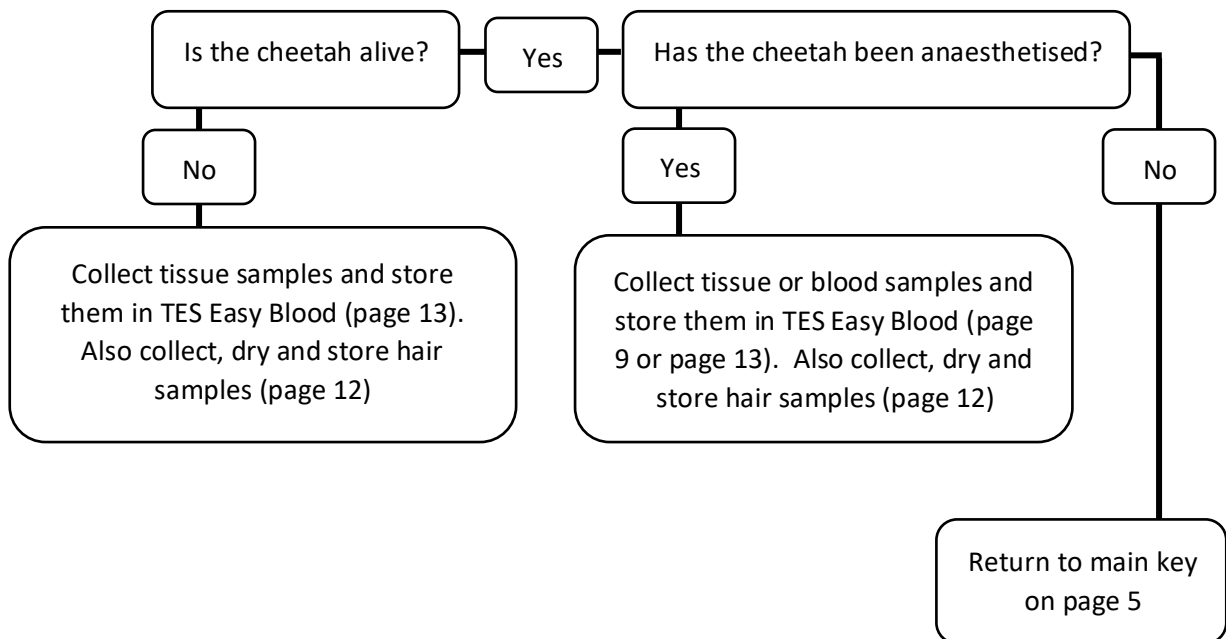 Is the cheetah alive?
Yes
Has the cheetah been anaesthetised?
No
Yes
No
Collect tissue samples and store
them in TES Easy Blood (page 13).
Also collect, dry and store hair
samples (page 12)
Collect tissue or blood samples and
store them in TES Easy Blood (page
9 or page 13).  Also collect, dry and
store hair samples (page 12)
Return to main key
on page 5